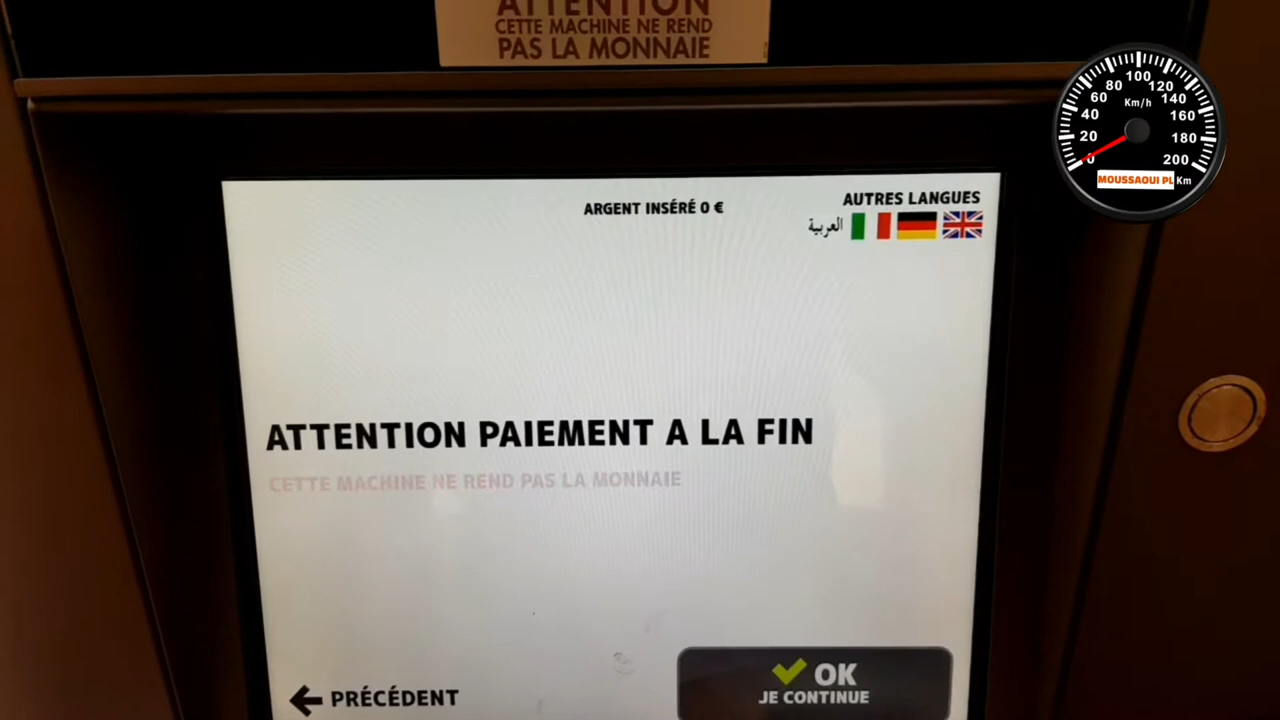 ATTENTION
CETTE MACHINE NE REND
PAS LA MONNAIE
ARGENT INSÉRÉ 0 €
AUTRES LANGUES
العربية
ATTENTION PAIEMENT A LA FIN
CETTE MACHINE NE REND PAS LA MONNAIE
PRÉCÉDENT
OK
JE CONTINUE
0
20
40
60
80
100
120
140
160
180
200
Km/h
MOUSSAOUI PL Km